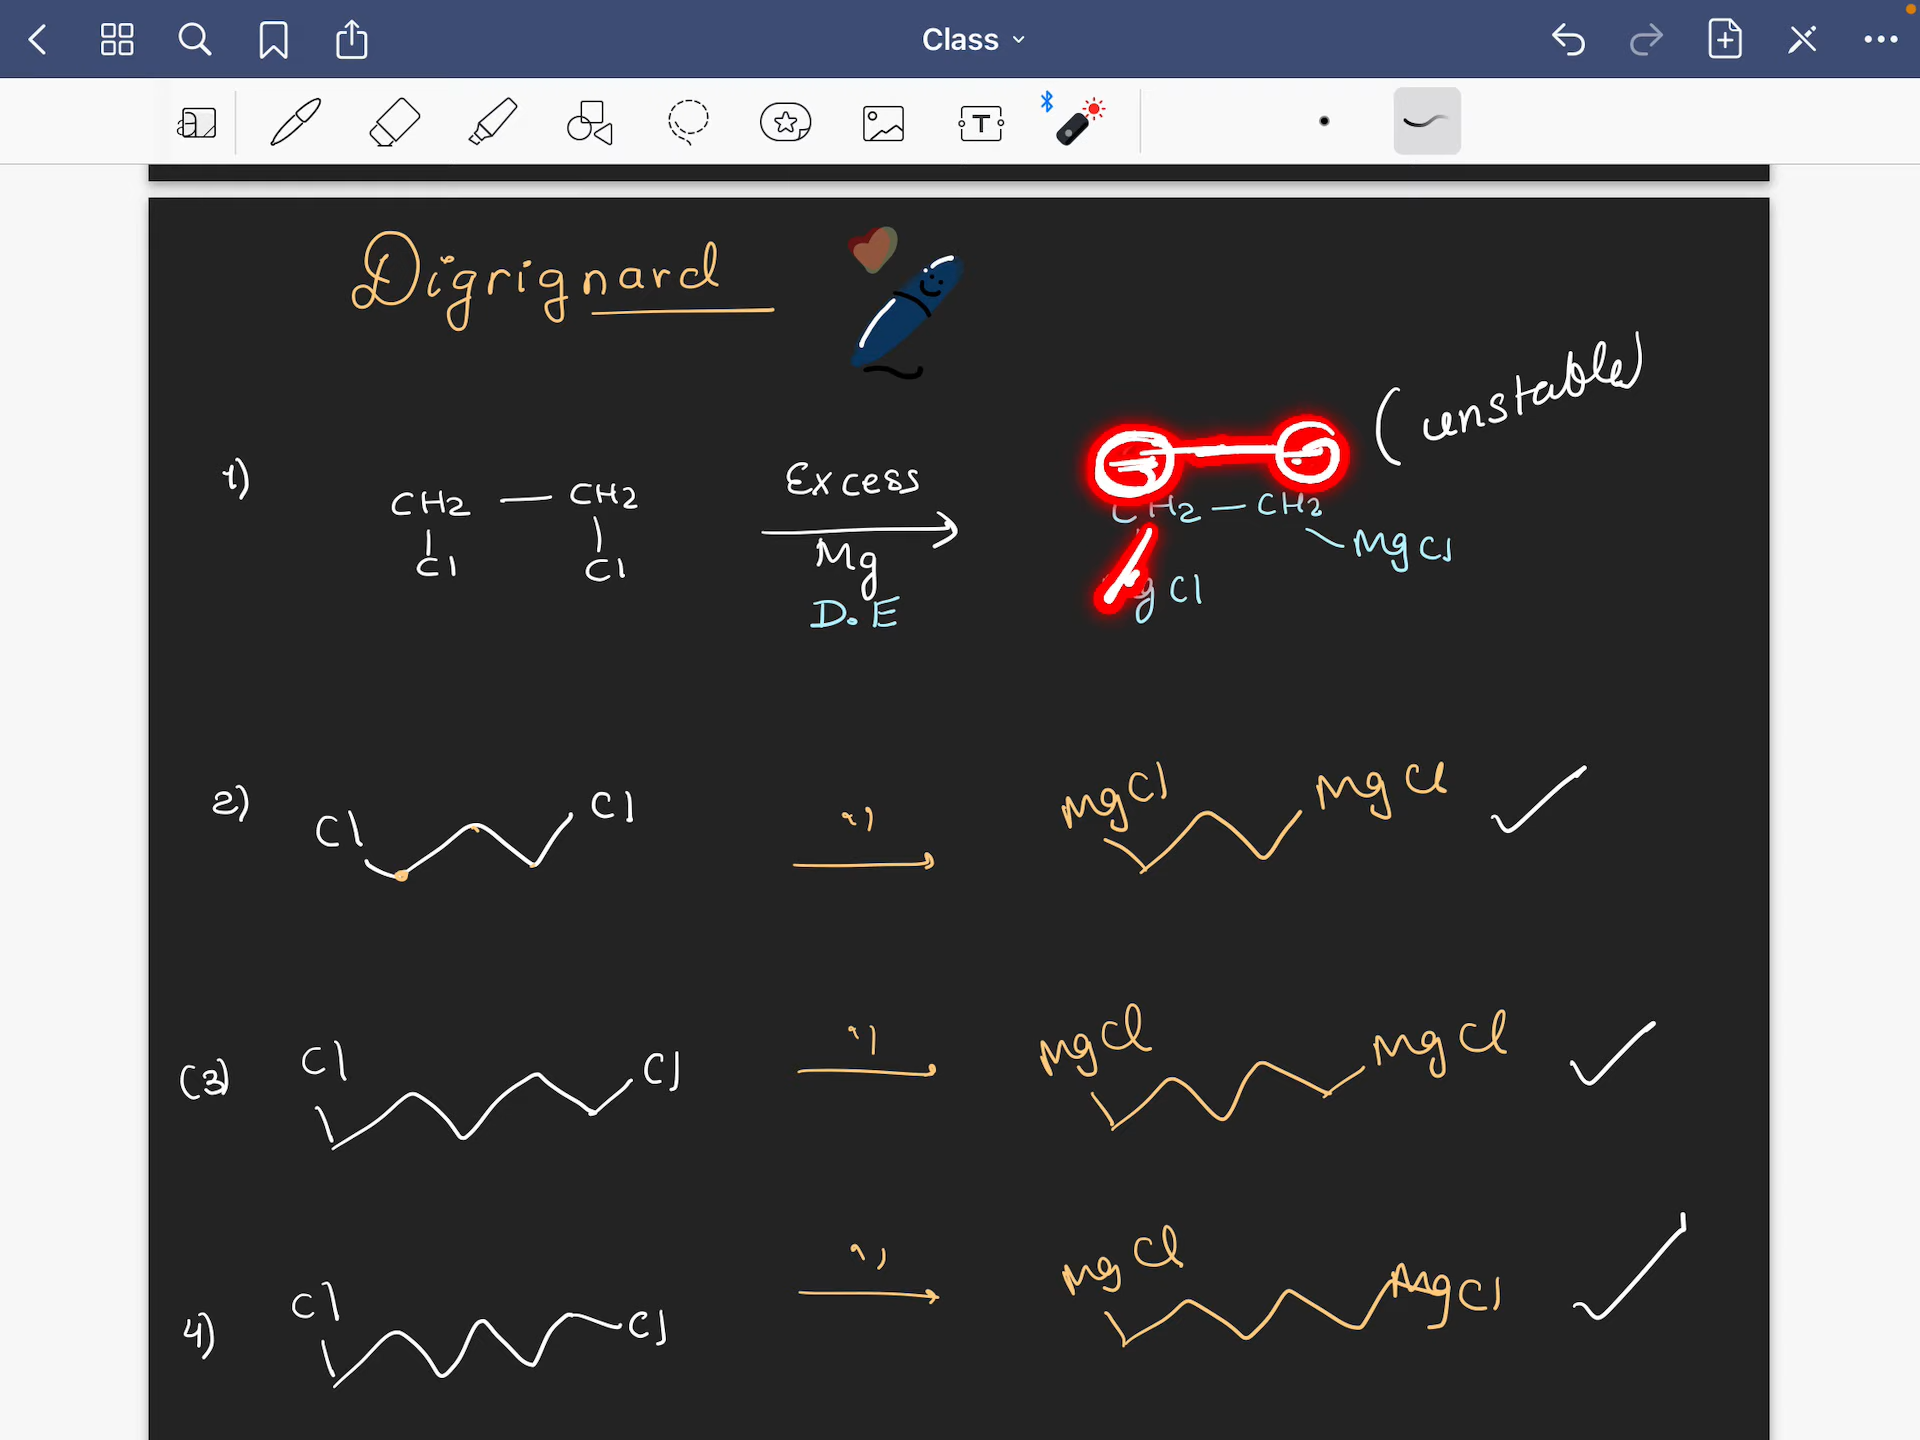 Class
T
Digrignard
(unstable)
1) CH2 — CH2 Excess CH2 — CH2
Cl Cl Mg MgCl
D.E gCl
2) Cl Cl ") MgCl MgCl
(3) Cl Cl ") MgCl MgCl
4) Cl Cl ") MgCl MgCl